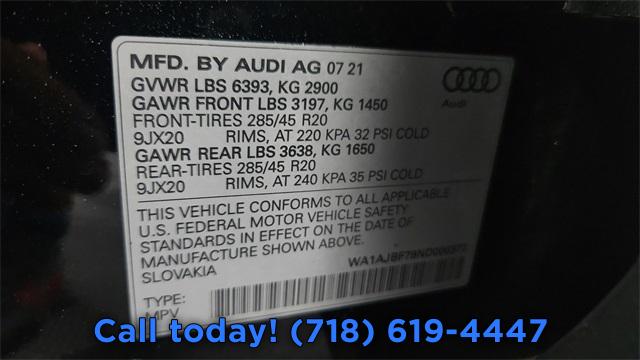 MFD. BY AUDI AG 07 21
GVWR LBS 6393, KG 2900
GAWR FRONT LBS 3197, KG 1450
FRONT-TIRES 285/45 R20
9JX20 RIMS, AT 220 KPA 32 PSI COLD
GAWR REAR LBS 3638, KG 1650
REAR-TIRES 285/45 R20
9JX20 RIMS, AT 240 KPA 35 PSI COLD
Audi
THIS VEHICLE CONFORMS TO ALL APPLICABLE
U.S. FEDERAL MOTOR VEHICLE SAFETY
STANDARDS IN EFFECT ON THE DATE OF
MANUFACTURE SHOWN ABOVE.
SLOVAKIA
TYPE:
MPV
Call today! (718) 619-4447